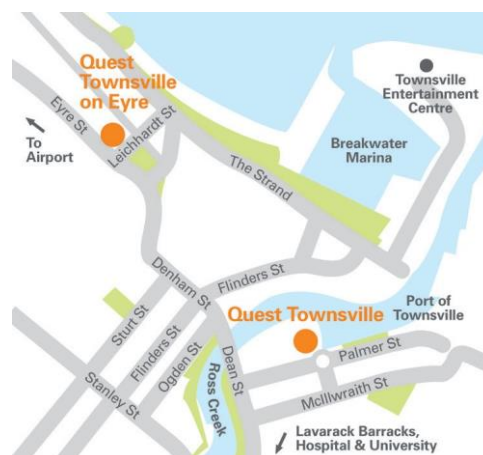 Quest
Townsville
on Eyre
Townsville
Entertainment
Centre
Eyre St
Leichhardt St
To
Airport
Breakwater
Marina
The Strand
Denham St
Flinders St
Sturt St
Flinders St
Ogden St
Stanley St
Quest Townsville
Port of
Townsville
Dean St
Ross Creek
Palmer St
McIllwraith St
Lavarack Barracks,
Hospital & University